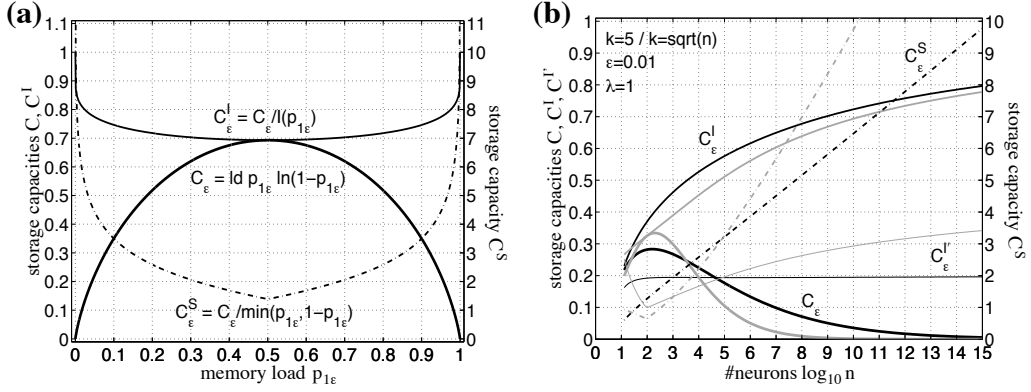 (a)
storage capacities C, C^I
1.1
1
0.9
0.8
0.7
0.6
0.5
0.4
0.3
0.2
0.1
0
C_ε^I = C_ε/I(p_1ε)
C_ε = ld p_1ε ln(1−p_1ε)
C_ε^S = C_ε/min(p_1ε,1−p_1ε)
11
10
9
8
7
6
5
4
3
2
1
0
storage capacity C^S
0 0.1 0.2 0.3 0.4 0.5 0.6 0.7 0.8 0.9 1
memory load p_1ε
(b)
storage capacities C, C^I, C^I'
1
0.9
0.8
0.7
0.6
0.5
0.4
0.3
0.2
0.1
0
k=5 / k=sqrt(n)
ε=0.01
λ=1
C_ε^S
C_ε^I
C_ε^I'
C_ε
10
9
8
7
6
5
4
3
2
1
0
storage capacity C^S
0 1 2 3 4 5 6 7 8 9 10 11 12 13 14 15
#neurons log_10 n